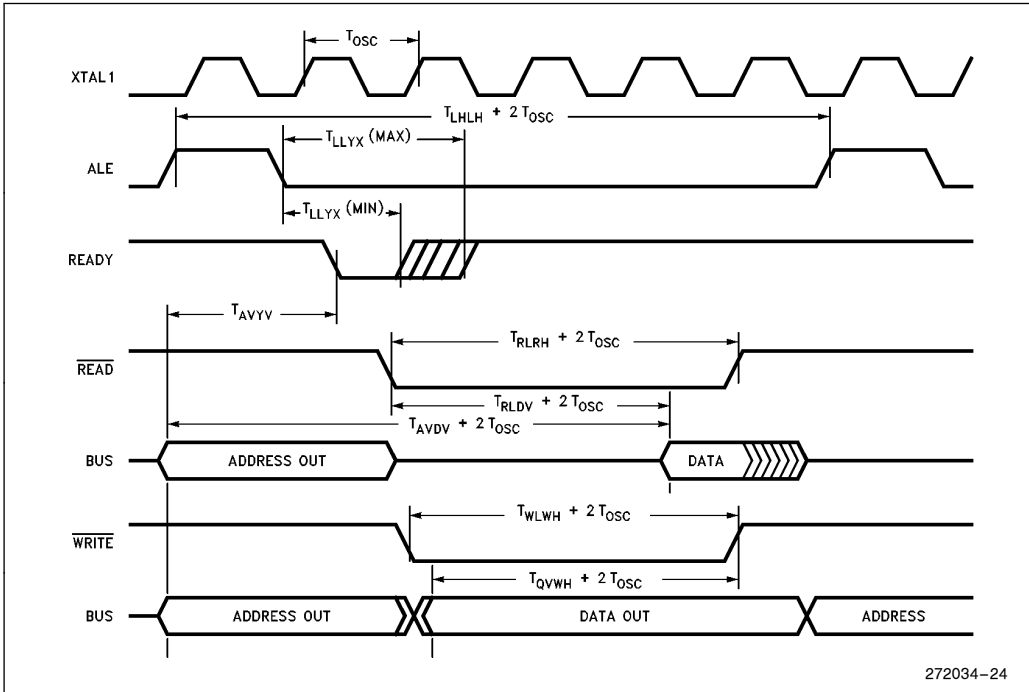 T_OSC
XTAL1
T_LHLH + 2 T_OSC
T_LLYX (MAX)
ALE
T_LLYX (MIN)
READY
T_AVYV
T_RLRH + 2 T_OSC
READ
T_RLDV + 2 T_OSC
T_AVDV + 2 T_OSC
BUS ADDRESS OUT DATA
T_WLWH + 2 T_OSC
WRITE
T_QVWH + 2 T_OSC
BUS ADDRESS OUT DATA OUT ADDRESS
272034-24